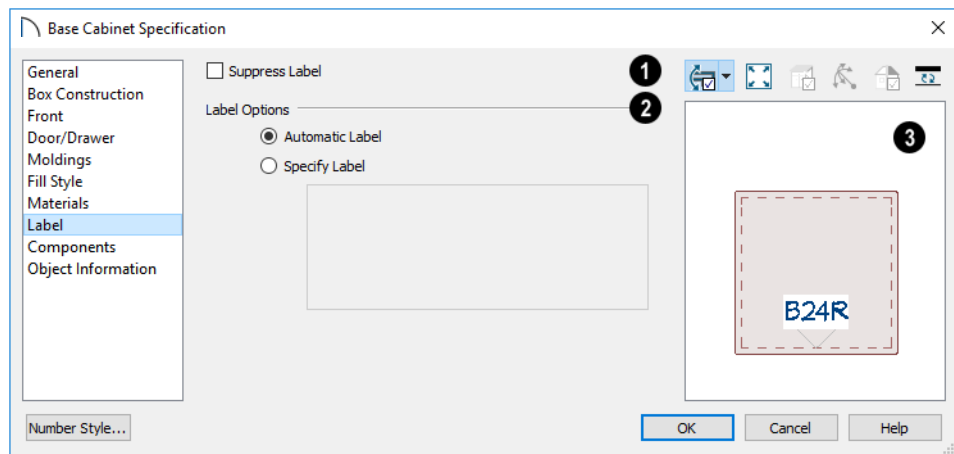 Base Cabinet Specification
General
Box Construction
Front
Door/Drawer
Moldings
Fill Style
Materials
Label
Components
Object Information
Suppress Label
1
Label Options
2
Automatic Label
Specify Label
3
B24R
Number Style...
OK
Cancel
Help